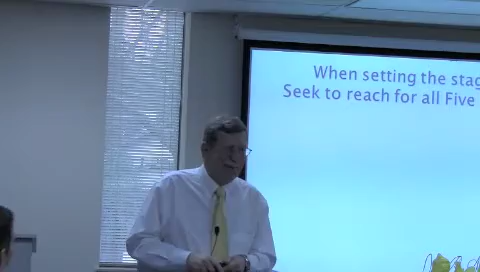 When setting the stag
Seek to reach for all Five